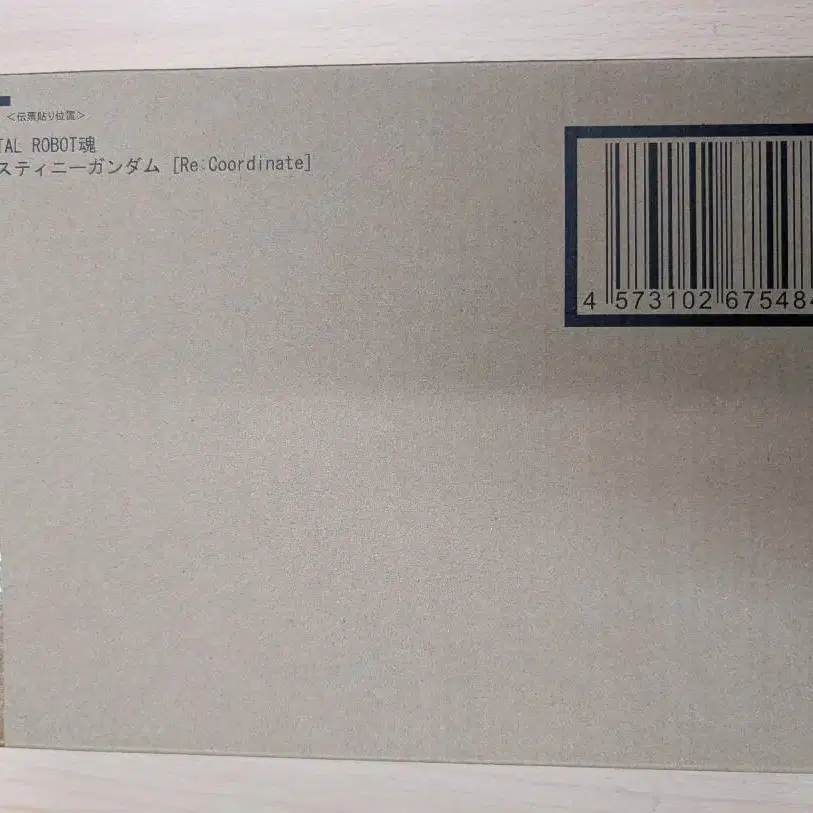 <伝票貼り位置>
TAL ROBOT魂
スティニーガンダム [Re:Coordinate]
4 573102 675484